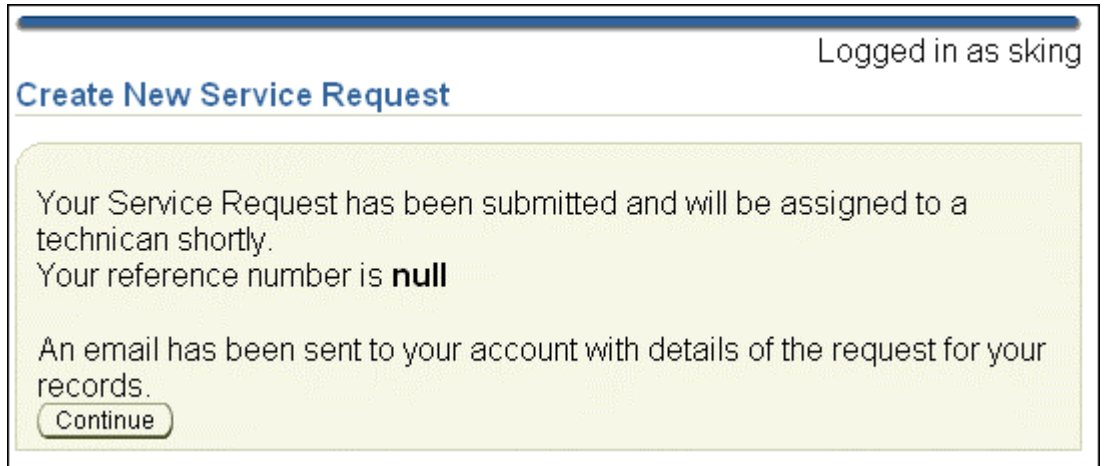 Logged in as sking
Create New Service Request
Your Service Request has been submitted and will be assigned to a
technican shortly.
Your reference number is null
An email has been sent to your account with details of the request for your
records.
Continue